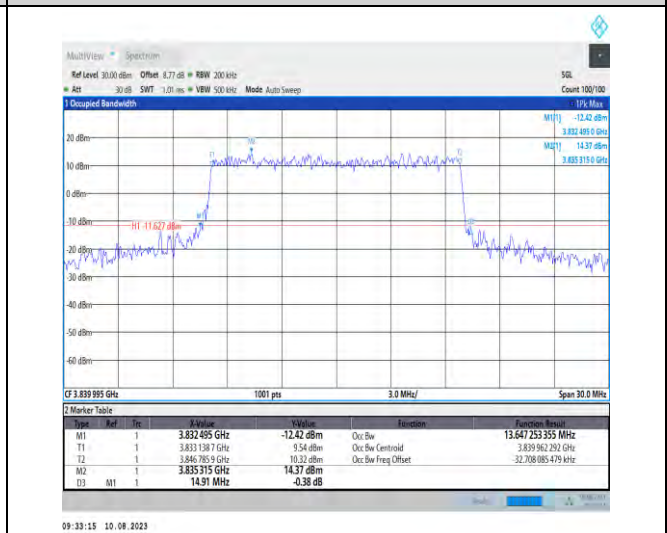 MultiView Spectrum
Ref Level 30.00 dBm Offset 8.77 dB RBW 200 kHz SGL
Att 30 dB SWT 1.01 ms VBW 500 kHz Mode Auto Sweep Count 100/100
1 Occupied Bandwidth 1Pk Max
M1[1] -12.42 dBm
3.832 495 0 GHz
M2[1] 14.37 dBm
3.835 315 0 GHz
20 dBm
M2
T1 T2
10 dBm
0 dBm
M1
-10 dBm
H1 -11.627 dBm
D3
-20 dBm
-30 dBm
-40 dBm
-50 dBm
-60 dBm
CF 3.839 995 GHz 1001 pts 3.0 MHz/ Span 30.0 MHz
2 Marker Table
Type Ref Trc X-Value Y-Value Function Function Result
M1 1 3.832495 GHz -12.42 dBm Occ Bw 13.647 253 355 MHz
T1 1 3.833 138 7 GHz 9.54 dBm Occ Bw Centroid 3.839 962 292 GHz
T2 1 3.846 785 9 GHz 10.32 dBm Occ Bw Freq Offset -32.708 085 479 kHz
M2 1 3.835315 GHz 14.37 dBm
D3 M1 1 14.91 MHz -0.38 dB
09:33:15 10.08.2023